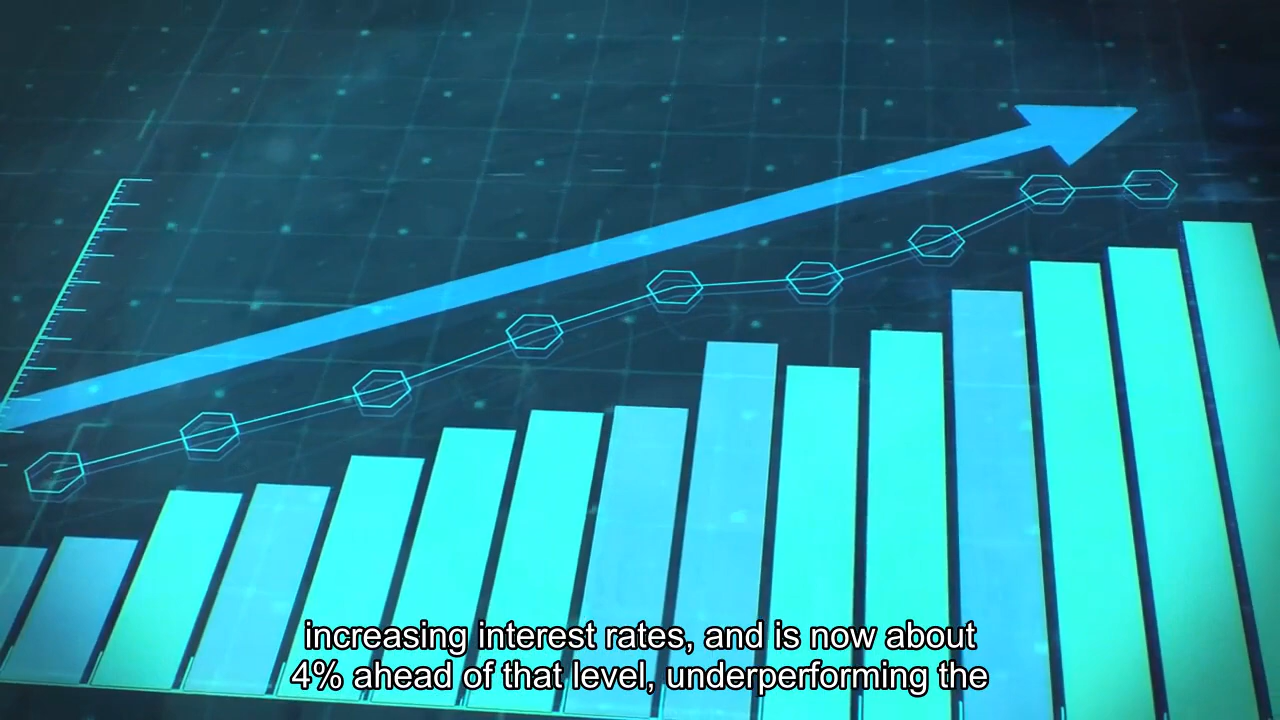 increasing interest rates, and is now about
4% ahead of that level, underperforming the